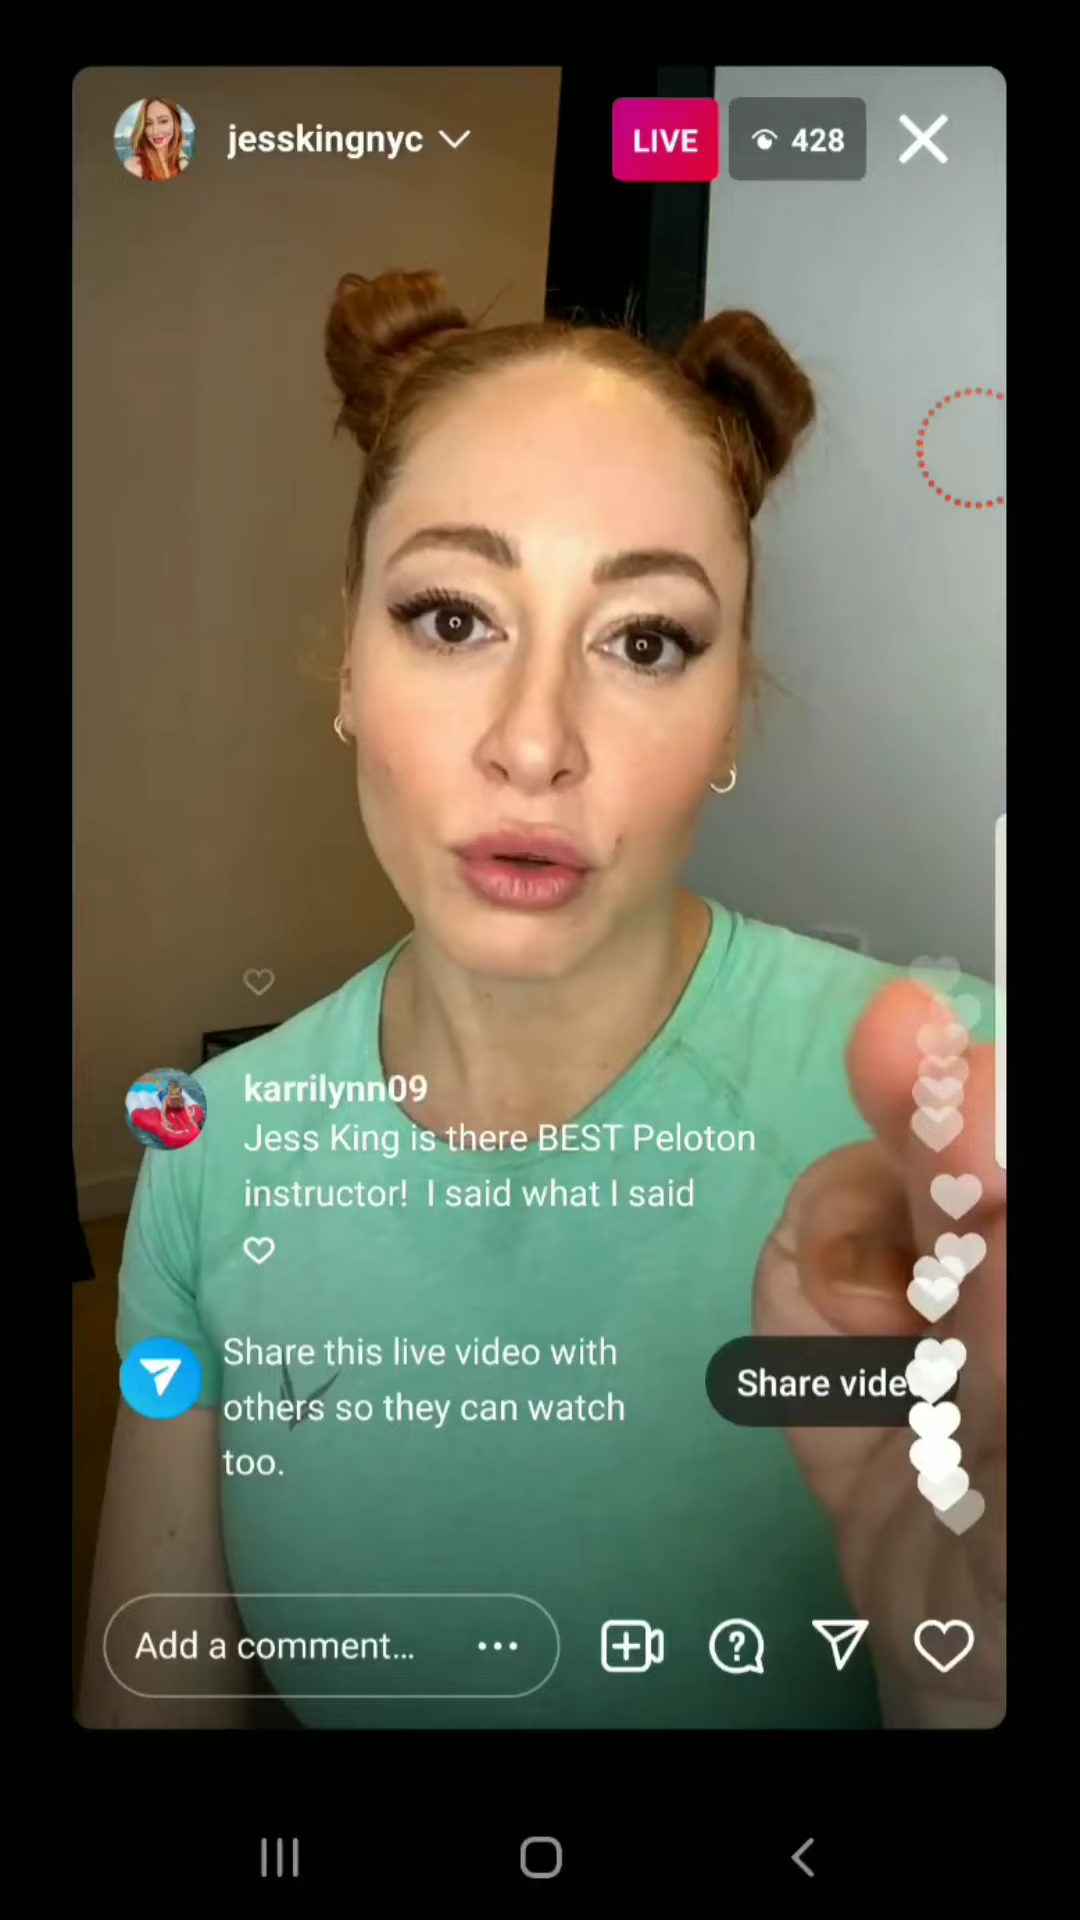 jesskingnyc
LIVE
428
karrilynn09
Jess King is there BEST Peloton
instructor!  I said what I said
Share this live video with
others so they can watch
too.
Share vide
Add a comment...